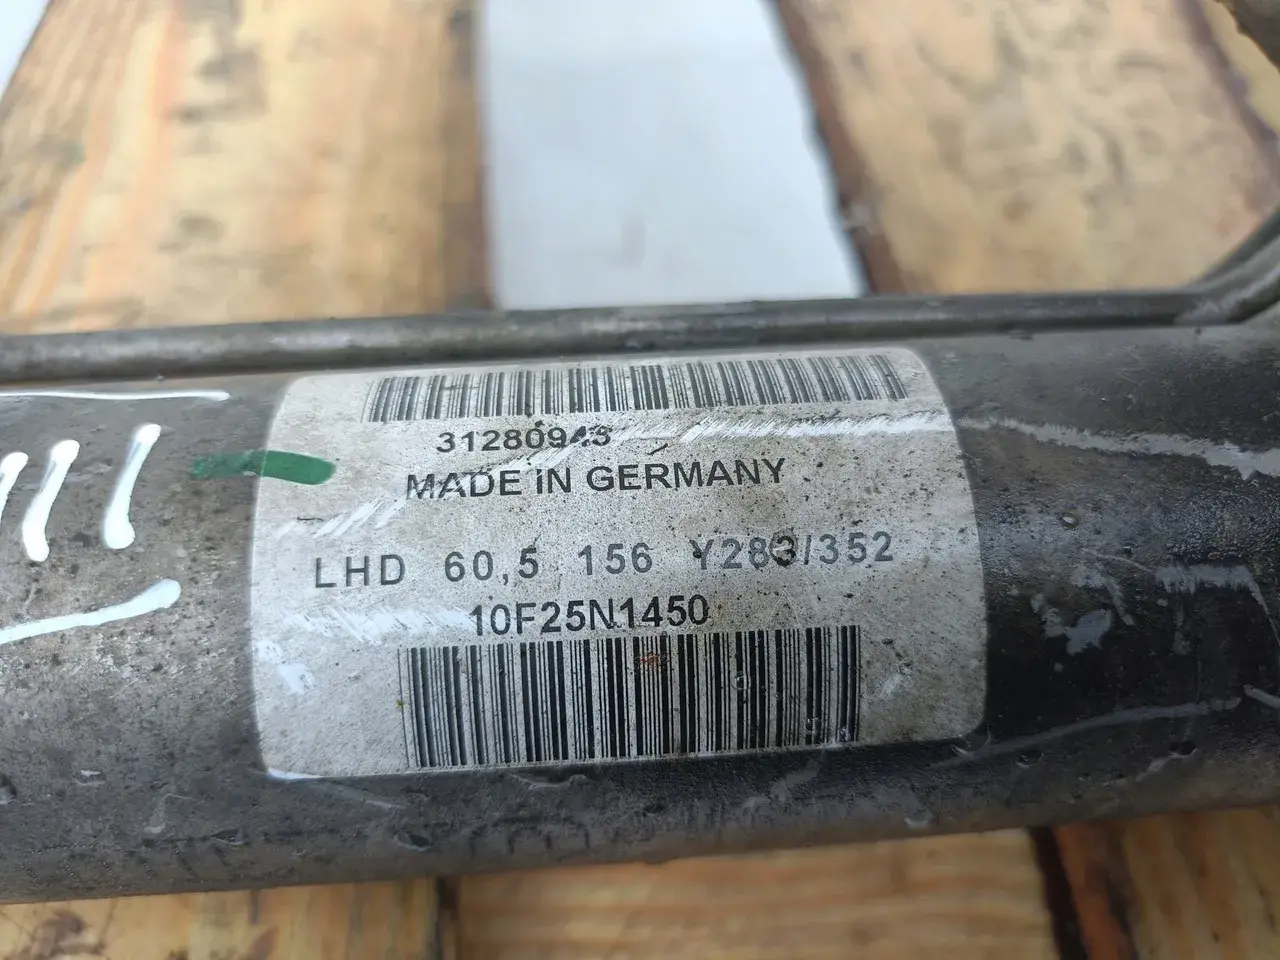 31280943
MADE IN GERMANY
LHD 60,5 156 Y283/352
10F25N1450